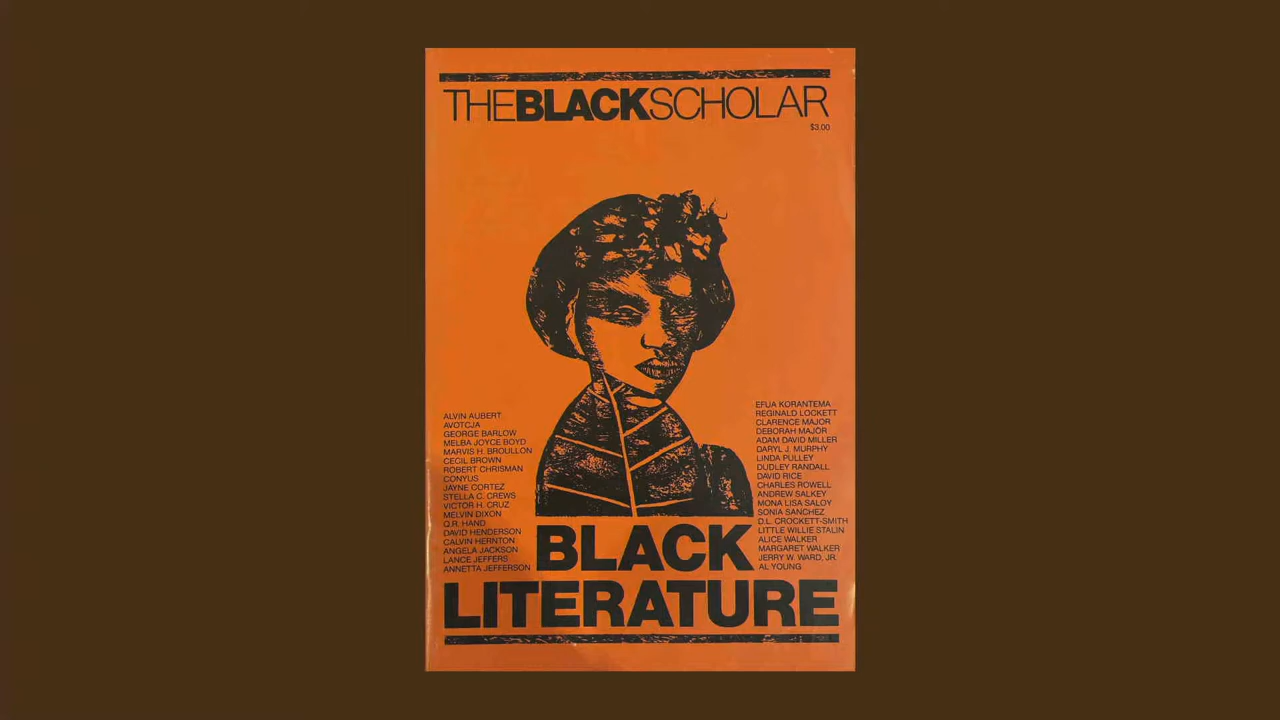 THEBLACKSCHOLAR
$3.00
ALVIN AUBERT
AVOTCJA
GEORGE BARLOW
MELBA JOYCE BOYD
MARVIS H. BROULLON
CECIL BROWN
ROBERT CHRISMAN
CONYUS
JAYNE CORTEZ
STELLA C. CREWS
VICTOR H. CRUZ
MELVIN DIXON
Q.R. HAND
DAVID HENDERSON
CALVIN HERNTON
ANGELA JACKSON
LANCE JEFFERS
ANNETTA JEFFERSON
EFUA KORANTEMA
REGINALD LOCKETT
CLARENCE MAJOR
DEBORAH MAJOR
ADAM DAVID MILLER
DARYL J. MURPHY
LINDA PULLEY
DUDLEY RANDALL
DAVID RICE
CHARLES ROWELL
ANDREW SALKEY
MONA LISA SALOY
SONIA SANCHEZ
D.L. CROCKETT-SMITH
LITTLE WILLIE STALIN
ALICE WALKER
MARGARET WALKER
JERRY W. WARD, JR.
AL YOUNG
BLACK
LITERATURE